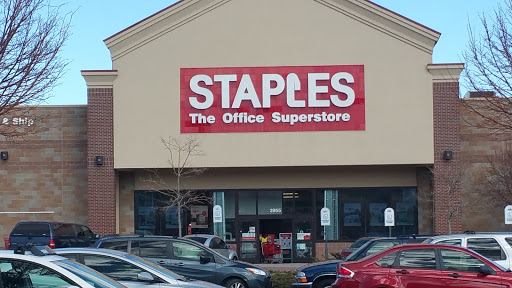 STAPLES
The Office Superstore
& Ship